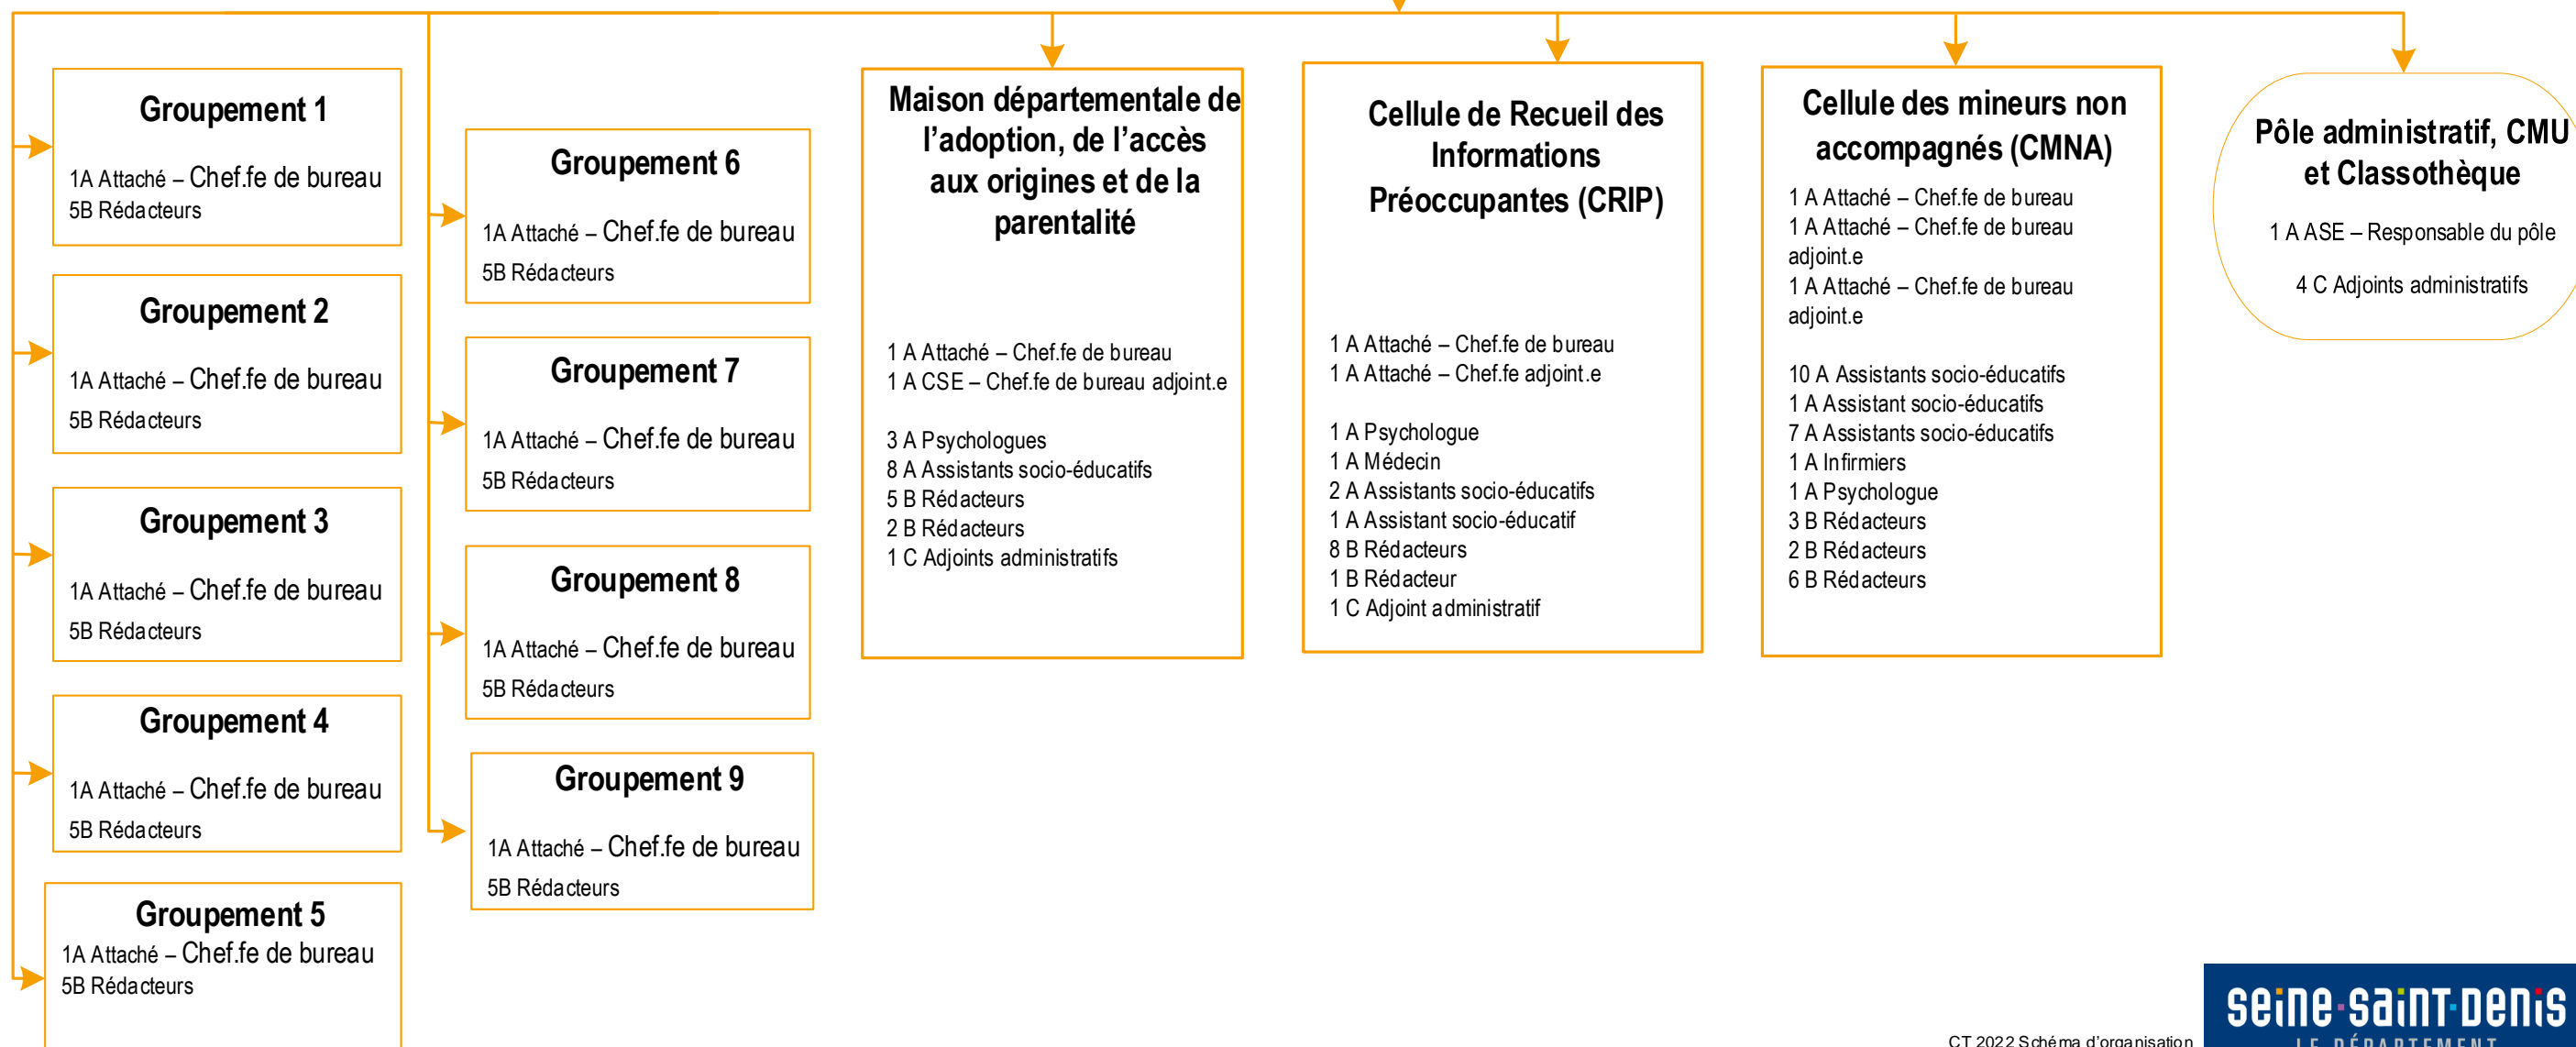 Groupement 1
1A Attaché – Chef.fe de bureau
5B Rédacteurs
Groupement 2
1A Attaché – Chef.fe de bureau
5B Rédacteurs
Groupement 3
1A Attaché – Chef.fe de bureau
5B Rédacteurs
Groupement 4
1A Attaché – Chef.fe de bureau
5B Rédacteurs
Groupement 5
1A Attaché – Chef.fe de bureau
5B Rédacteurs
Groupement 6
1A Attaché – Chef.fe de bureau
5B Rédacteurs
Groupement 7
1A Attaché – Chef.fe de bureau
5B Rédacteurs
Groupement 8
1A Attaché – Chef.fe de bureau
5B Rédacteurs
Groupement 9
1A Attaché – Chef.fe de bureau
5B Rédacteurs
Maison départementale de
l’adoption, de l’accès
aux origines et de la
parentalité
1 A Attaché – Chef.fe de bureau
1 A CSE – Chef.fe de bureau adjoint.e
3 A Psychologues
8 A Assistants socio-éducatifs
5 B Rédacteurs
2 B Rédacteurs
1 C Adjoints administratifs
Cellule de Recueil des
Informations
Préoccupantes (CRIP)
1 A Attaché – Chef.fe de bureau
1 A Attaché – Chef.fe adjoint.e
1 A Psychologue
1 A Médecin
2 A Assistants socio-éducatifs
1 A Assistant socio-éducatif
8 B Rédacteurs
1 B Rédacteur
1 C Adjoint administratif
Cellule des mineurs non
accompagnés (CMNA)
1 A Attaché – Chef.fe de bureau
1 A Attaché – Chef.fe de bureau
adjoint.e
1 A Attaché – Chef.fe de bureau
adjoint.e
10 A Assistants socio-éducatifs
1 A Assistant socio-éducatifs
7 A Assistants socio-éducatifs
1 A Infirmiers
1 A Psychologue
3 B Rédacteurs
2 B Rédacteurs
6 B Rédacteurs
Pôle administratif, CMU
et Classothèque
1 A ASE – Responsable du pôle
4 C Adjoints administratifs
CT 2022 Schéma d’organisation
seine-saint-denis
LE DÉPARTEMENT